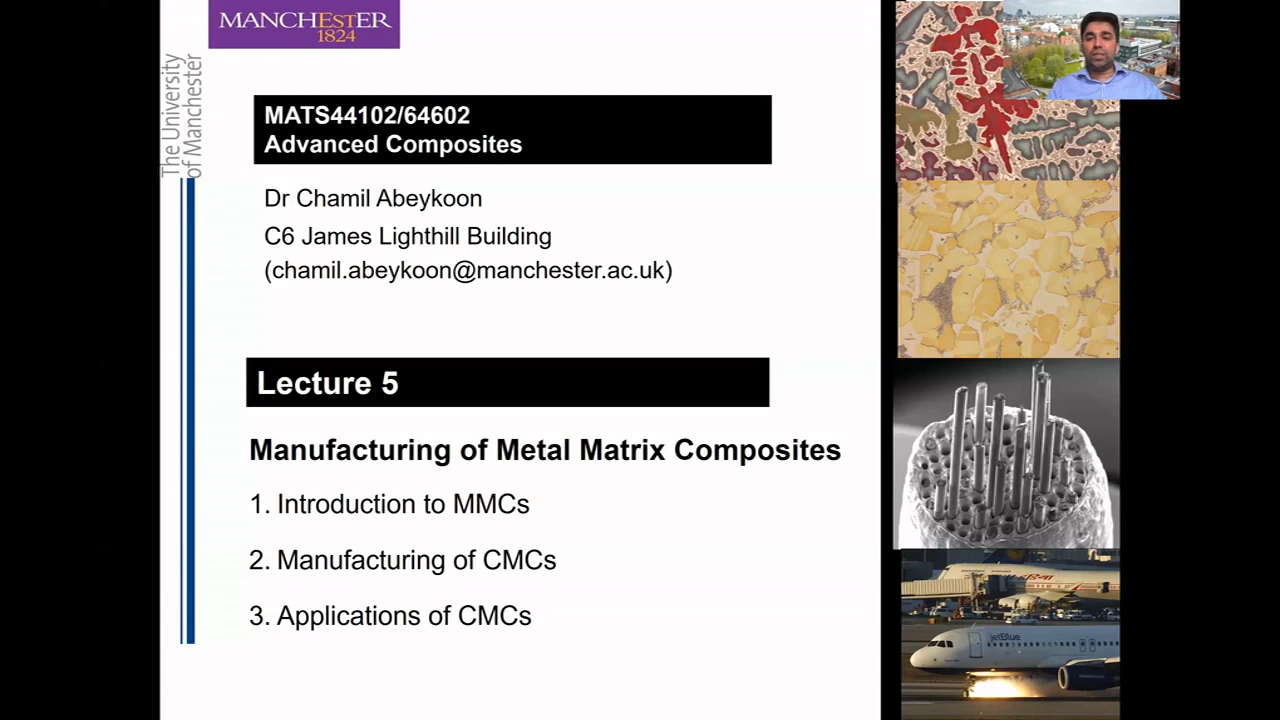 MANCHESTER
1824
The University
of Manchester
MATS44102/64602
Advanced Composites
Dr Chamil Abeykoon
C6 James Lighthill Building
(chamil.abeykoon@manchester.ac.uk)
Lecture 5
Manufacturing of Metal Matrix Composites
1. Introduction to MMCs
2. Manufacturing of CMCs
3. Applications of CMCs
jetBlue